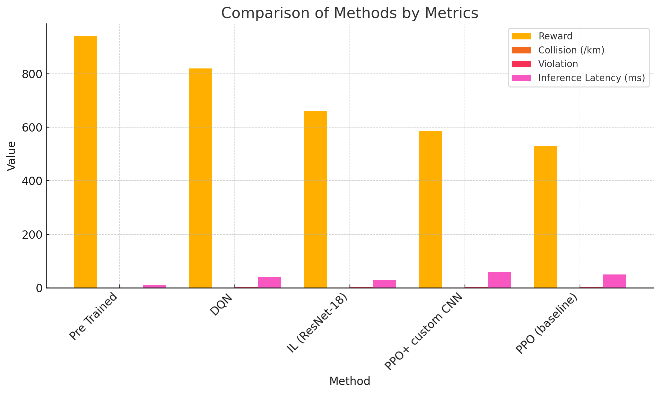 Comparison of Methods by Metrics
Reward
Collision (/km)
Violation
Inference Latency (ms)
Value
800
600
400
200
0
Pre Trained
DQN
IL (ResNet-18)
PPO+ custom CNN
PPO (baseline)
Method